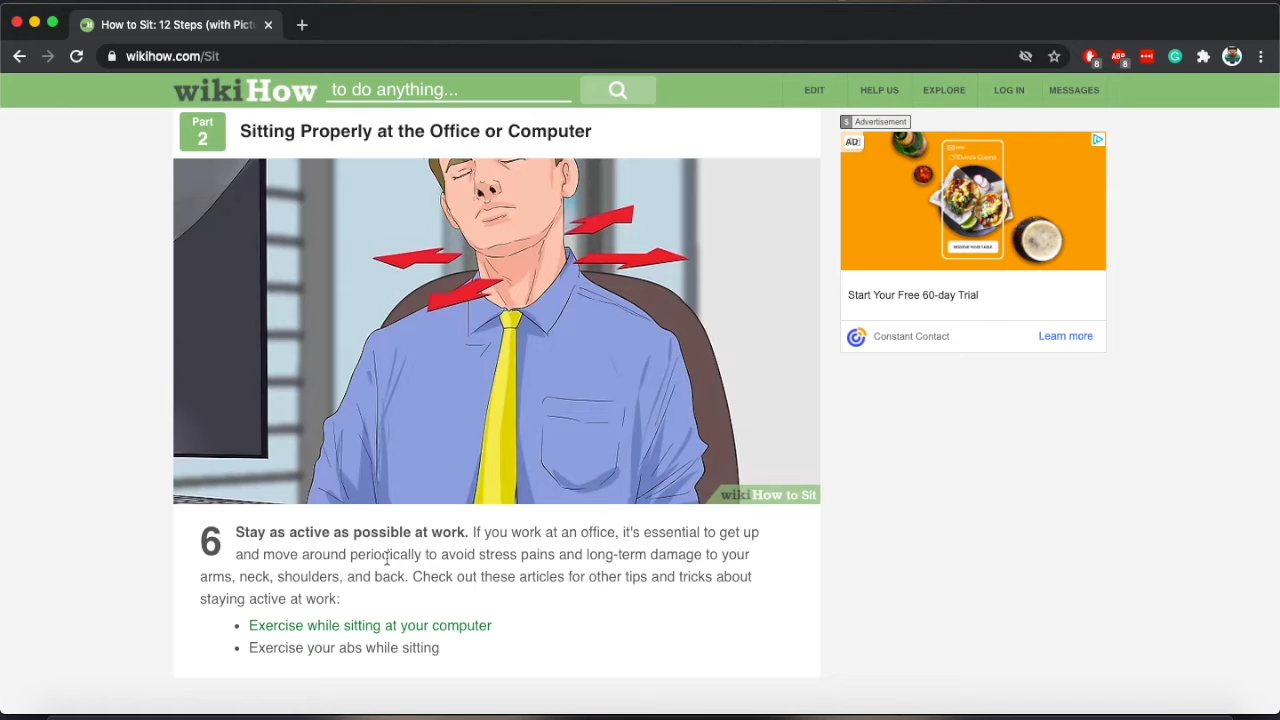 How to Sit: 12 Steps (with Pict
wikihow.com/Sit
8
8
wikiHow to do anything...
EDIT
HELP US
EXPLORE
LOG IN
MESSAGES
Part
2
Sitting Properly at the Office or Computer
$ Advertisement
AD
Start Your Free 60-day Trial
Constant Contact
Learn more
wikiHow to Sit
6
Stay as active as possible at work. If you work at an office, it's essential to get up
and move around periodically to avoid stress pains and long-term damage to your
arms, neck, shoulders, and back. Check out these articles for other tips and tricks about
staying active at work:
• Exercise while sitting at your computer
• Exercise your abs while sitting